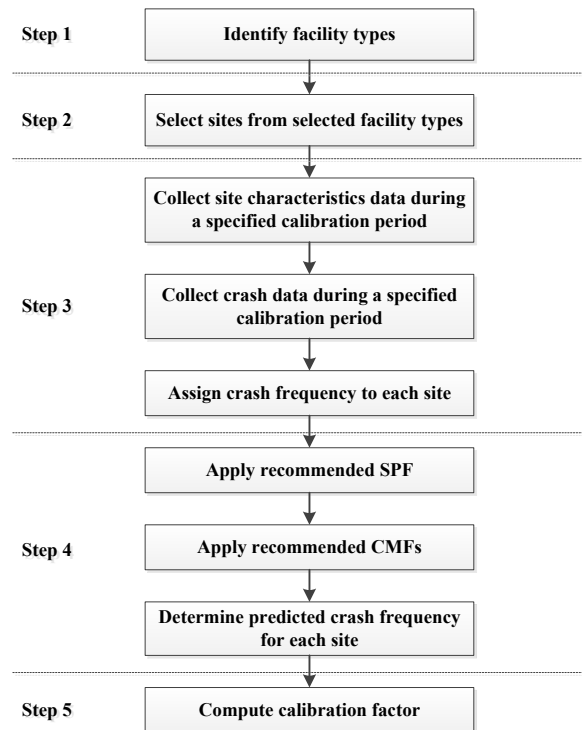 Step 1
Identify facility types
Step 2
Select sites from selected facility types
Collect site characteristics data during
a specified calibration period
Step 3
Collect crash data during a specified
calibration period
Assign crash frequency to each site
Apply recommended SPF
Step 4
Apply recommended CMFs
Determine predicted crash frequency
for each site
Step 5
Compute calibration factor